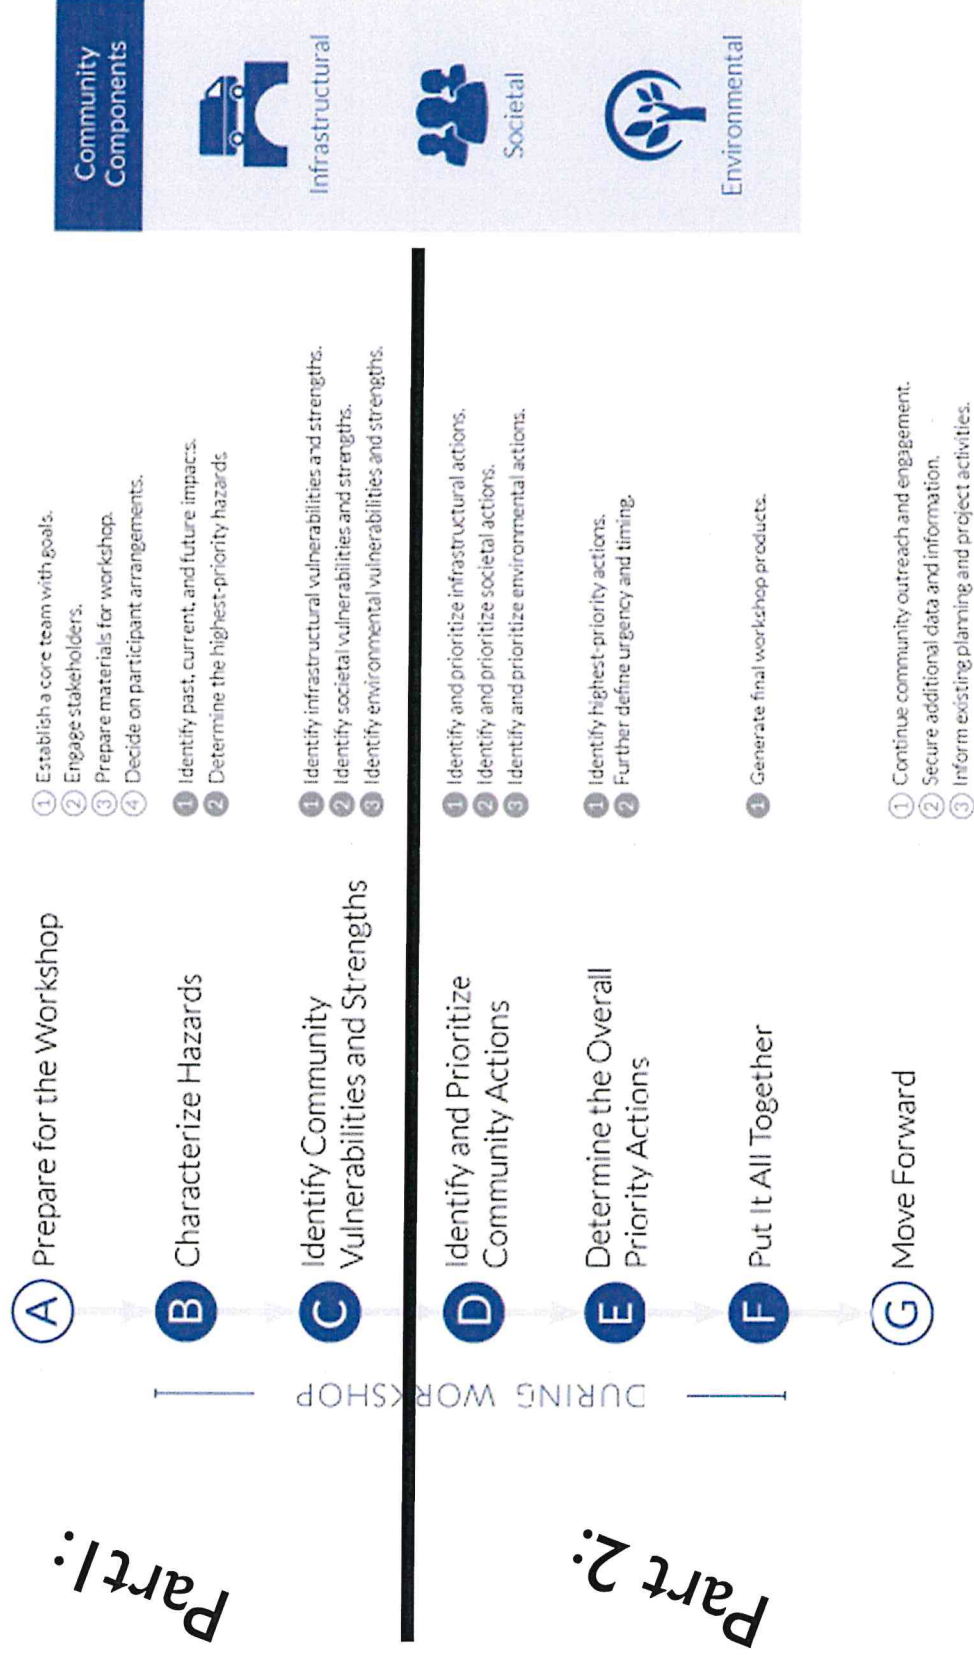 Part 1:
A
Prepare for the Workshop
1 Establish a core team with goals.
2 Engage stakeholders.
3 Prepare materials for workshop.
4 Decide on participant arrangements.
DURING WORKSHOP
B
Characterize Hazards
1 Identify past, current, and future impacts.
2 Determine the highest-priority hazards
C
Identify Community
Vulnerabilities and Strengths
1 Identify infrastructural vulnerabilities and strengths.
2 Identify societal vulnerabilities and strengths.
3 Identify environmental vulnerabilities and strengths.
Part 2:
D
Identify and Prioritize
Community Actions
1 Identify and prioritize infrastructural actions.
2 Identify and prioritize societal actions.
3 Identify and prioritize environmental actions.
E
Determine the Overall
Priority Actions
1 Identify highest-priority actions.
2 Further define urgency and timing.
F
Put It All Together
1 Generate final workshop products.
G
Move Forward
1 Continue community outreach and engagement.
2 Secure additional data and information.
3 Inform existing planning and project activities.
Community
Components
Infrastructural
Societal
Environmental